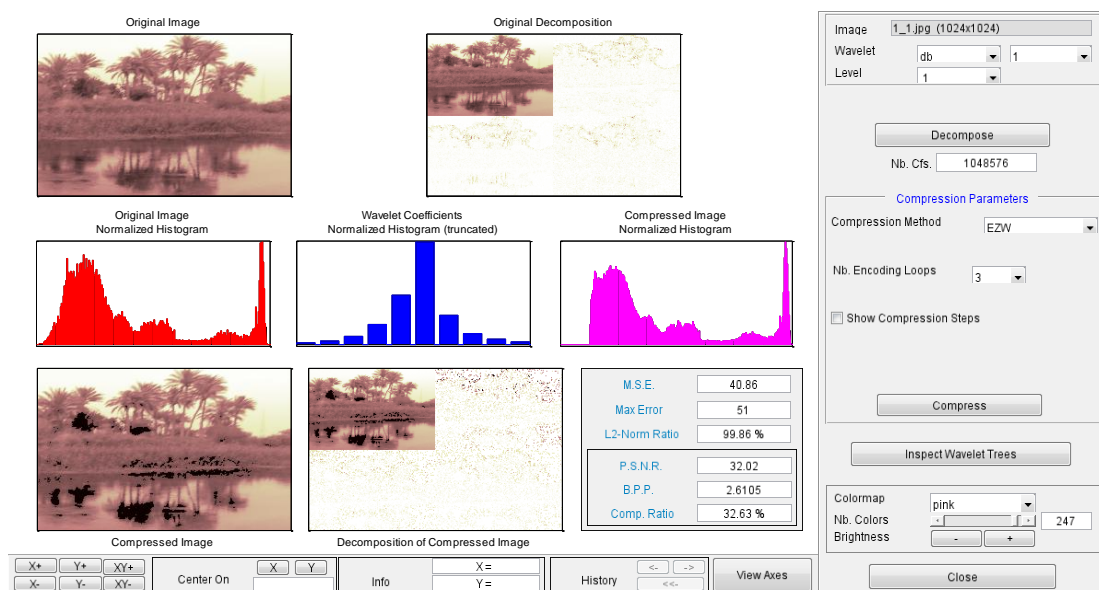 Original Image
Original Decomposition
Original Image
Normalized Histogram
Wavelet Coefficients
Normalized Histogram (truncated)
Compressed Image
Normalized Histogram
Compressed Image
Decomposition of Compressed Image
M.S.E. 40.86
Max Error 51
L2-Norm Ratio 99.86 %
P.S.N.R. 32.02
B.P.P. 2.6105
Comp. Ratio 32.63 %
X+ Y+ XY+
X- Y- XY-
Center On X Y
Info X =
Y =
History <- ->
<<-
View Axes
Image 1_1.jpg (1024x1024)
Wavelet db 1
Level 1
Decompose
Nb. Cfs. 1048576
Compression Parameters
Compression Method EZW
Nb. Encoding Loops 3
Show Compression Steps
Compress
Inspect Wavelet Trees
Colormap pink
Nb. Colors 247
Brightness - +
Close